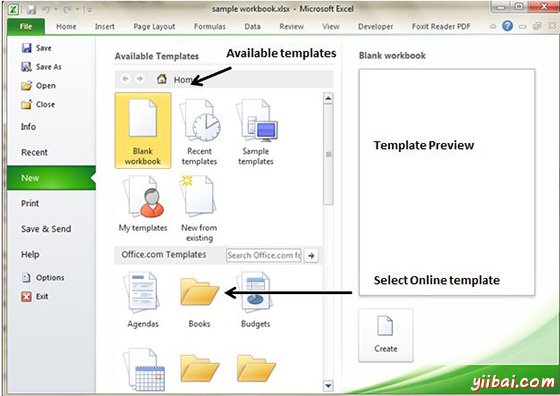 sample workbook.xlsx - Microsoft Excel
File Home Insert Page Layout Formulas Data Review View Developer Foxit Reader PDF
Save
Save As
Open
Close
Info
Recent
New
Print
Save & Send
Help
Options
Exit
Available Templates
Available templates
Home
Blank
workbook
Recent
templates
Sample
templates
My templates
New from
existing
Office.com Templates
Search Office.com fo
Agendas
Books
Budgets
Blank workbook
Template Preview
Select Online template
Create
yiibai.com